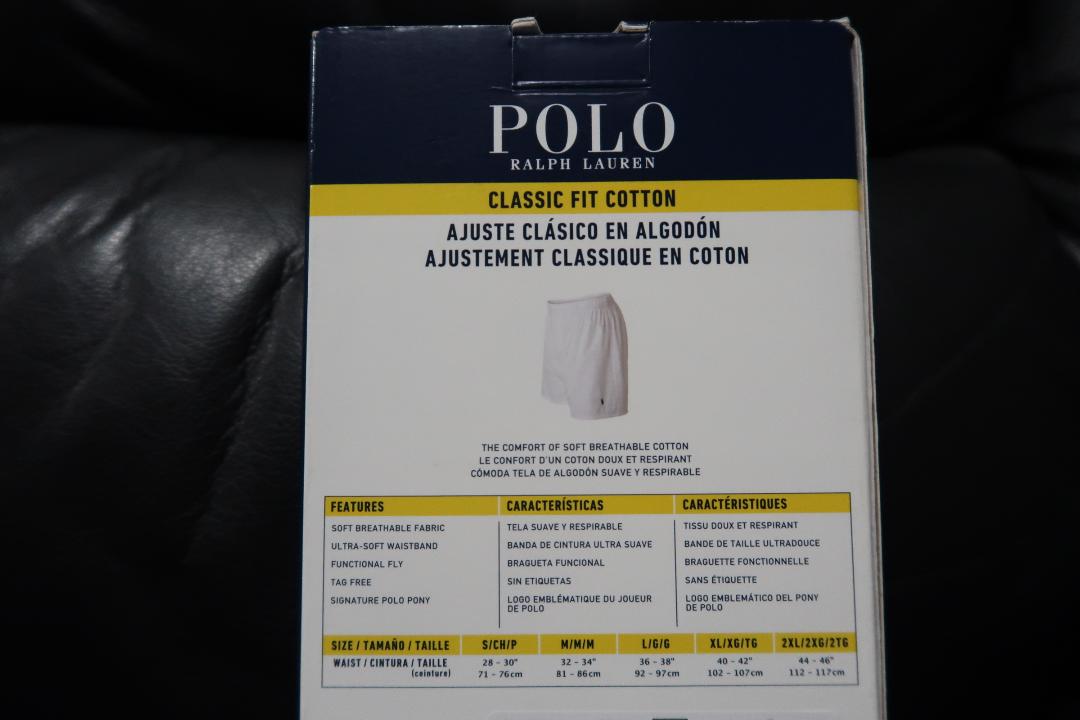 POLO
RALPH LAUREN
CLASSIC FIT COTTON
AJUSTE CLÁSICO EN ALGODÓN
AJUSTEMENT CLASSIQUE EN COTON
THE COMFORT OF SOFT BREATHABLE COTTON
LE CONFORT D'UN COTON DOUX ET RESPIRANT
CÓMODA TELA DE ALGODÓN SUAVE Y RESPIRABLE
FEATURES
SOFT BREATHABLE FABRIC
ULTRA-SOFT WAISTBAND
FUNCTIONAL FLY
TAG FREE
SIGNATURE POLO PONY
CARACTERÍSTICAS
TELA SUAVE Y RESPIRABLE
BANDA DE CINTURA ULTRA SUAVE
BRAGUETA FUNCIONAL
SIN ETIQUETAS
LOGO EMBLÉMATIQUE DU JOUEUR
DE POLO
CARACTÉRISTIQUES
TISSU DOUX ET RESPIRANT
BANDE DE TAILLE ULTRADOUCE
BRAGUETTE FONCTIONNELLE
SANS ÉTIQUETTE
LOGO EMBLEMÁTICO DEL PONY
DE POLO
SIZE / TAMAÑO / TAILLE S/CH/P M/M/M L/G/G XL/XG/TG 2XL/2XG/2TG
WAIST / CINTURA / TAILLE 28 - 30" 32 - 34" 36 - 38" 40 - 42" 44 - 46"
(ceinture) 71 - 76cm 81 - 86cm 92 - 97cm 102 - 107cm 112 - 117cm